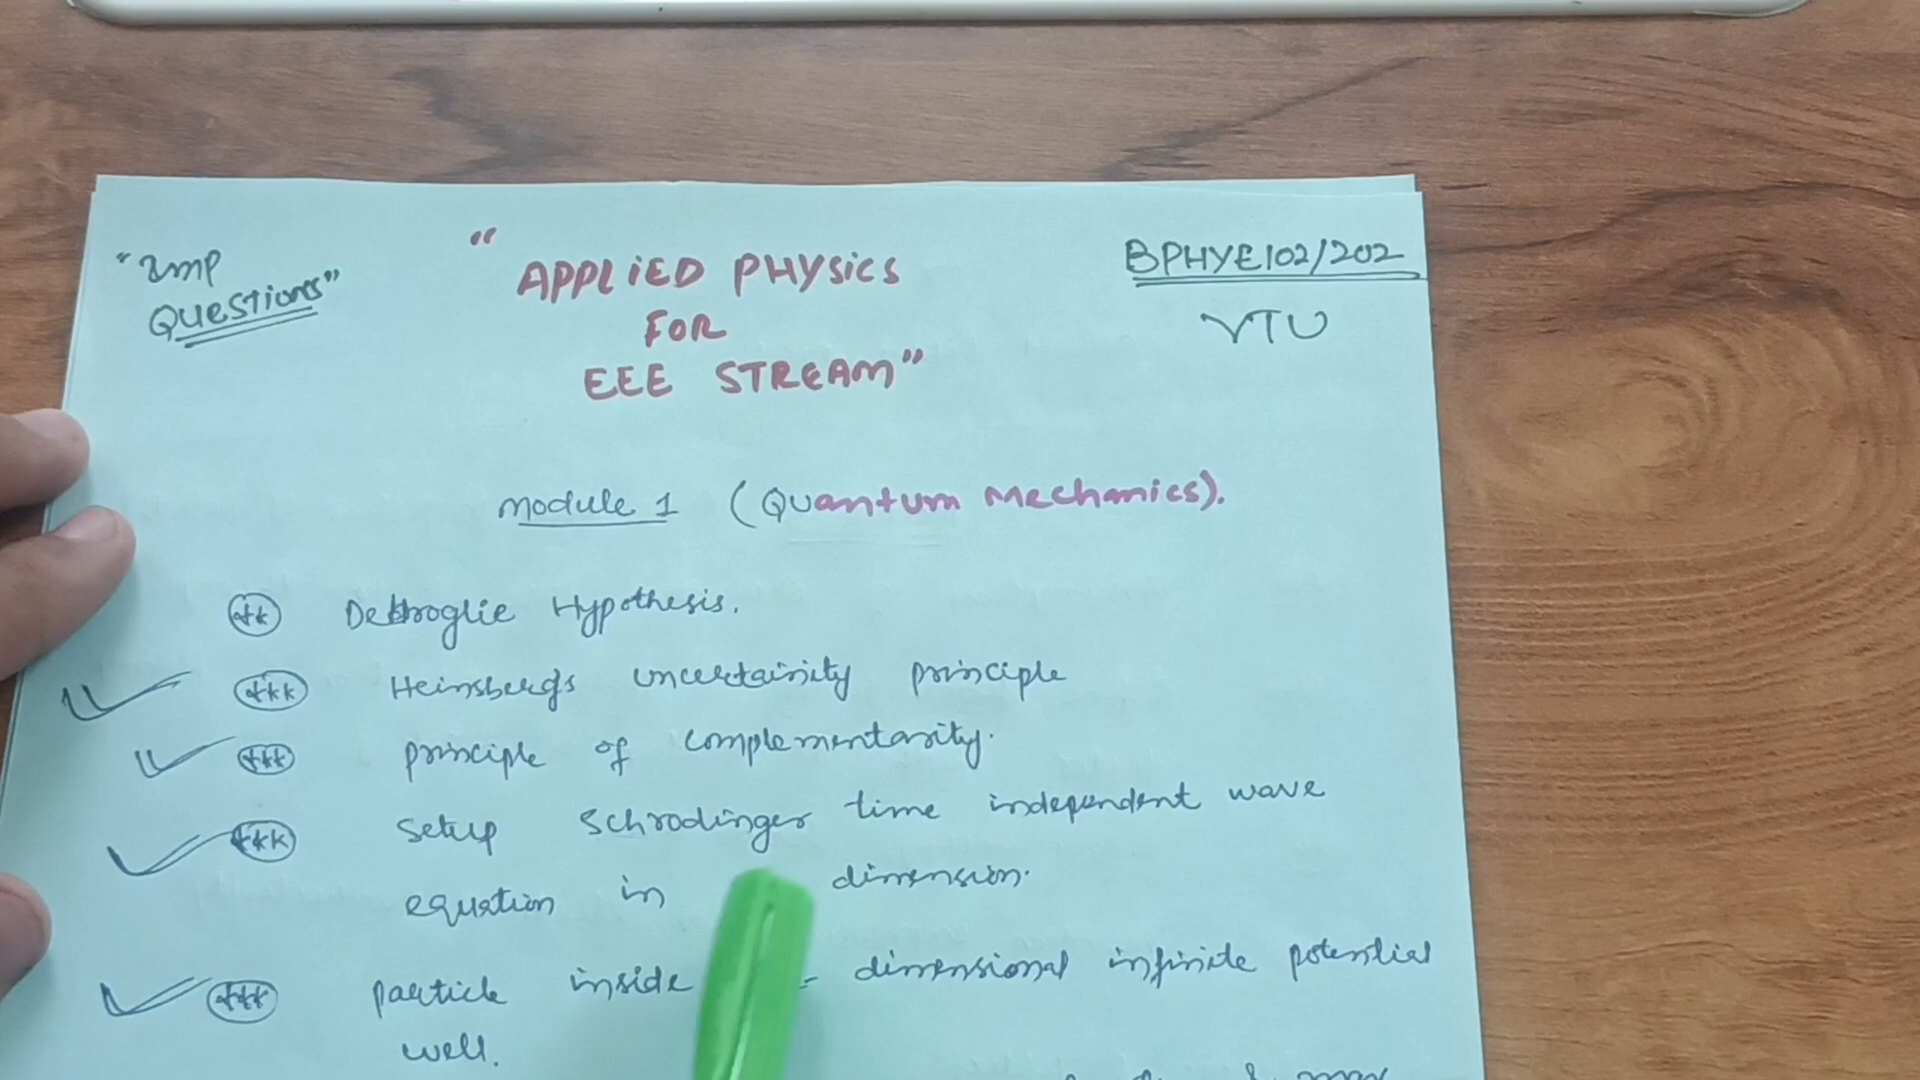 "Imp
Questions"
"APPLIED PHYSICS
FOR
EEE STREAM"
BPHYE102/202
VTU
Module 1 (Quantum Mechanics).
** Debroglie Hypothesis.
*** Heinsbergs uncertainity principle
*** principle of complementarity.
*** setup schrodinger time independent wave
equation in dimension.
*** particle inside - dimensional infinite potential
well.